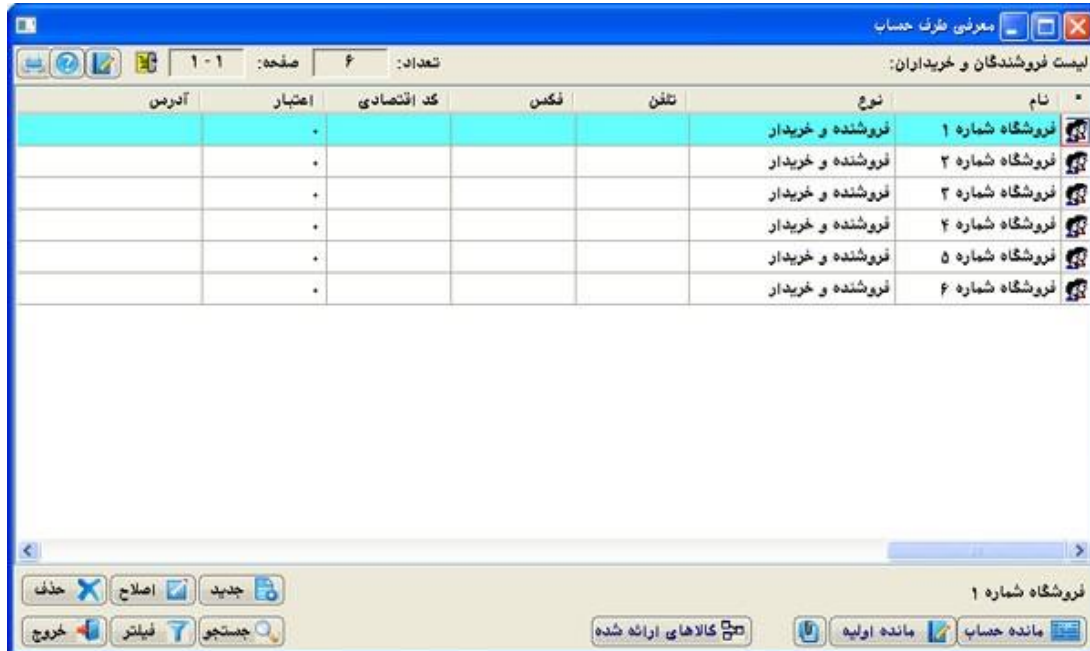 معرفی طرف حساب
لیست فروشندگان و خریداران: تعداد: ۶ صفحه: ۱ - ۱
* نام نوع تلفن فکس کد اقتصادی اعتبار آدرس
فروشگاه شماره ۱ فروشنده و خریدار ۰
فروشگاه شماره ۲ فروشنده و خریدار ۰
فروشگاه شماره ۳ فروشنده و خریدار ۰
فروشگاه شماره ۴ فروشنده و خریدار ۰
فروشگاه شماره ۵ فروشنده و خریدار ۰
فروشگاه شماره ۶ فروشنده و خریدار ۰
فروشگاه شماره ۱ جدید اصلاح حذف
مانده حساب مانده اولیه کالاهای ارائه شده جستجو فیلتر خروج